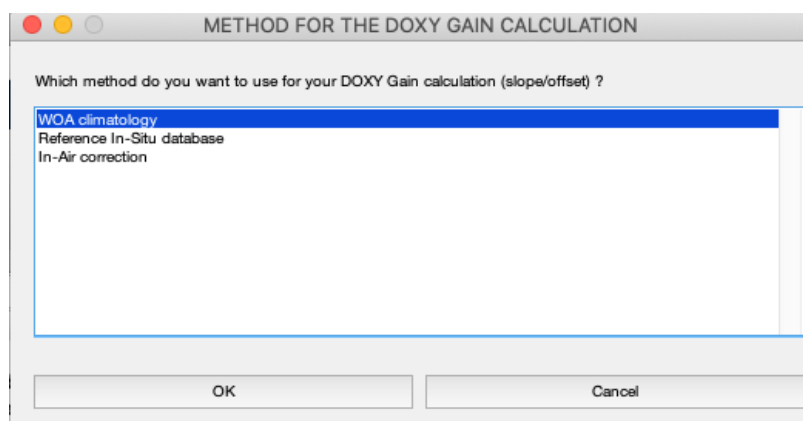 METHOD FOR THE DOXY GAIN CALCULATION
Which method do you want to use for your DOXY Gain calculation (slope/offset) ?
WOA climatology
Reference In-Situ database
In-Air correction
OK
Cancel